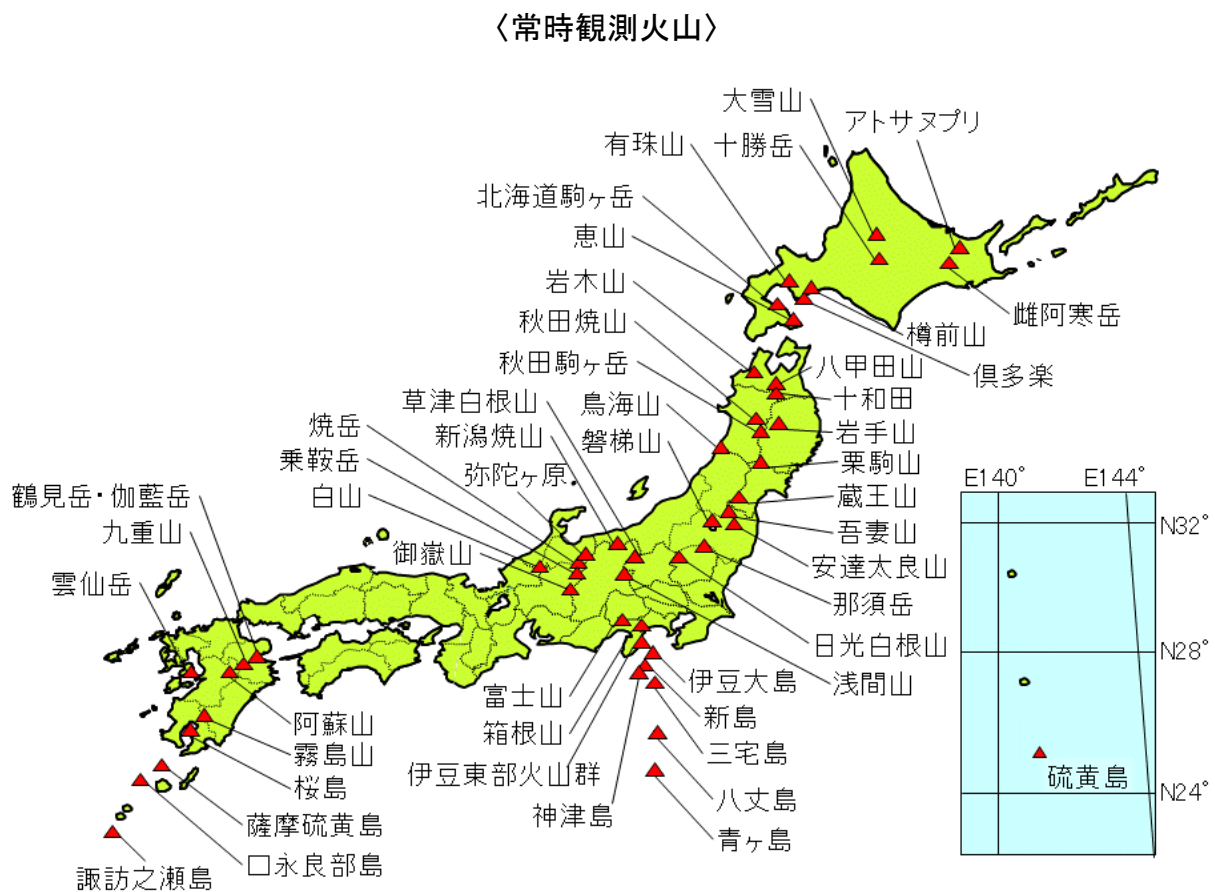 〈常時観測火山〉
大雪山
アトサヌプリ
有珠山
十勝岳
北海道駒ヶ岳
恵山
岩木山
雌阿寒岳
秋田焼山
樽前山
秋田駒ヶ岳
八甲田山
倶多楽
草津白根山
鳥海山
十和田
焼岳
新潟焼山
磐梯山
岩手山
乗鞍岳
弥陀ヶ原
栗駒山
E140°
E144°
鶴見岳・伽藍岳
白山
蔵王山
N32°
九重山
御嶽山
吾妻山
雲仙岳
安達太良山
那須岳
日光白根山
N28°
富士山
伊豆大島
浅間山
阿蘇山
箱根山
新島
霧島山
三宅島
桜島
伊豆東部火山群
硫黄島
神津島
八丈島
N24°
薩摩硫黄島
青ヶ島
口永良部島
諏訪之瀬島